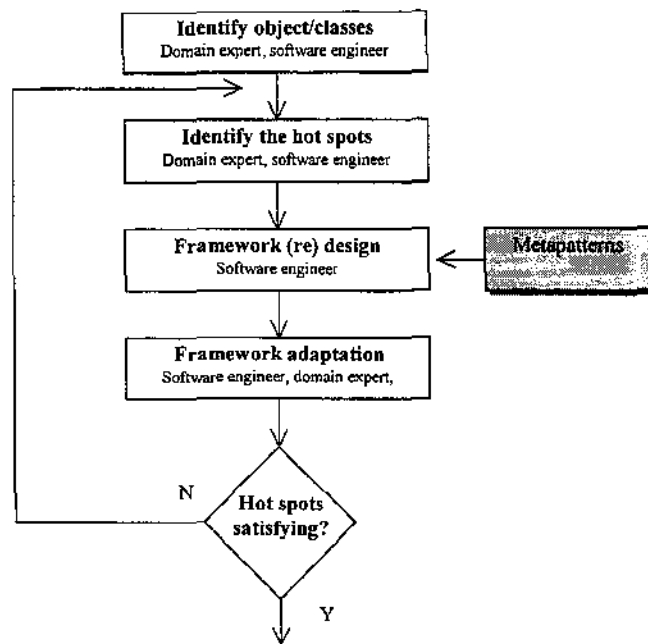 Identify object/classes
Domain expert, software engineer
Identify the hot spots
Domain expert, software engineer
Framework (re) design
Software engineer
Metapatterns
Framework adaptation
Software engineer, domain expert,
N
Hot spots
satisfying?
Y